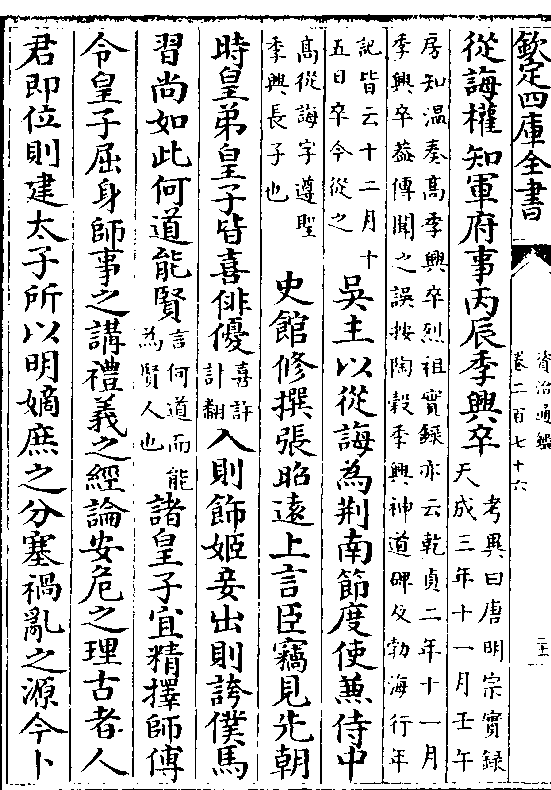 欽定四庫全書
資治通鑑
卷二百七十六
從誨權知軍府事丙辰季興卒
考異曰唐明宗實錄
天成三年十一月壬午
房知温奏髙季興卒烈祖實録亦云乾貞二年十一月
季興卒蓋傳聞之誤按陶穀季興神道碑及勃海行年
記皆云十二月十
五日卒今從之
吳主以從誨為荆南節度使兼侍中
髙從誨字遵聖
季興長子也
史館修撰張昭逺上言臣竊見先朝
時皇弟皇子皆喜俳優
喜許
計翻
入則飾姬妾出則誇僕馬
習尚如此何道能賢
言何道而能
為賢人也
諸皇子宜精擇師傅
令皇子屈身師事之講禮義之經論安危之理古者人
君即位則建太子所以明嫡庶之分塞禍亂之源今卜